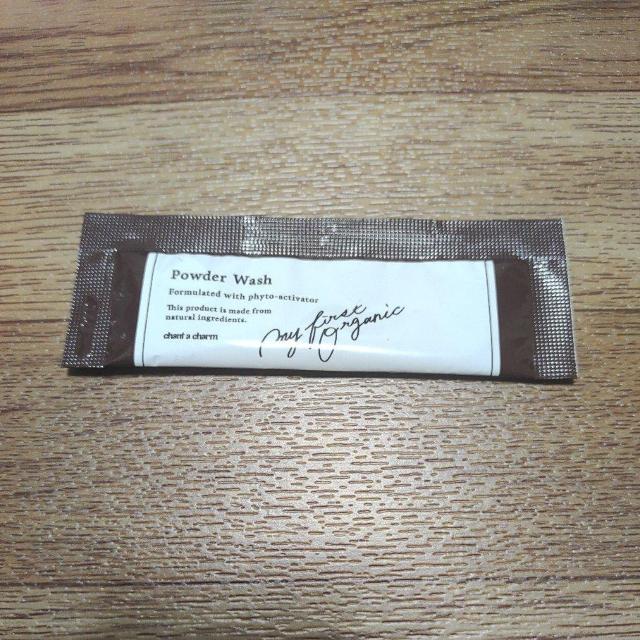 Powder Wash
Formulated with phyto-activator
This product is made from
natural ingredients.
chant a charm
my first
Organic